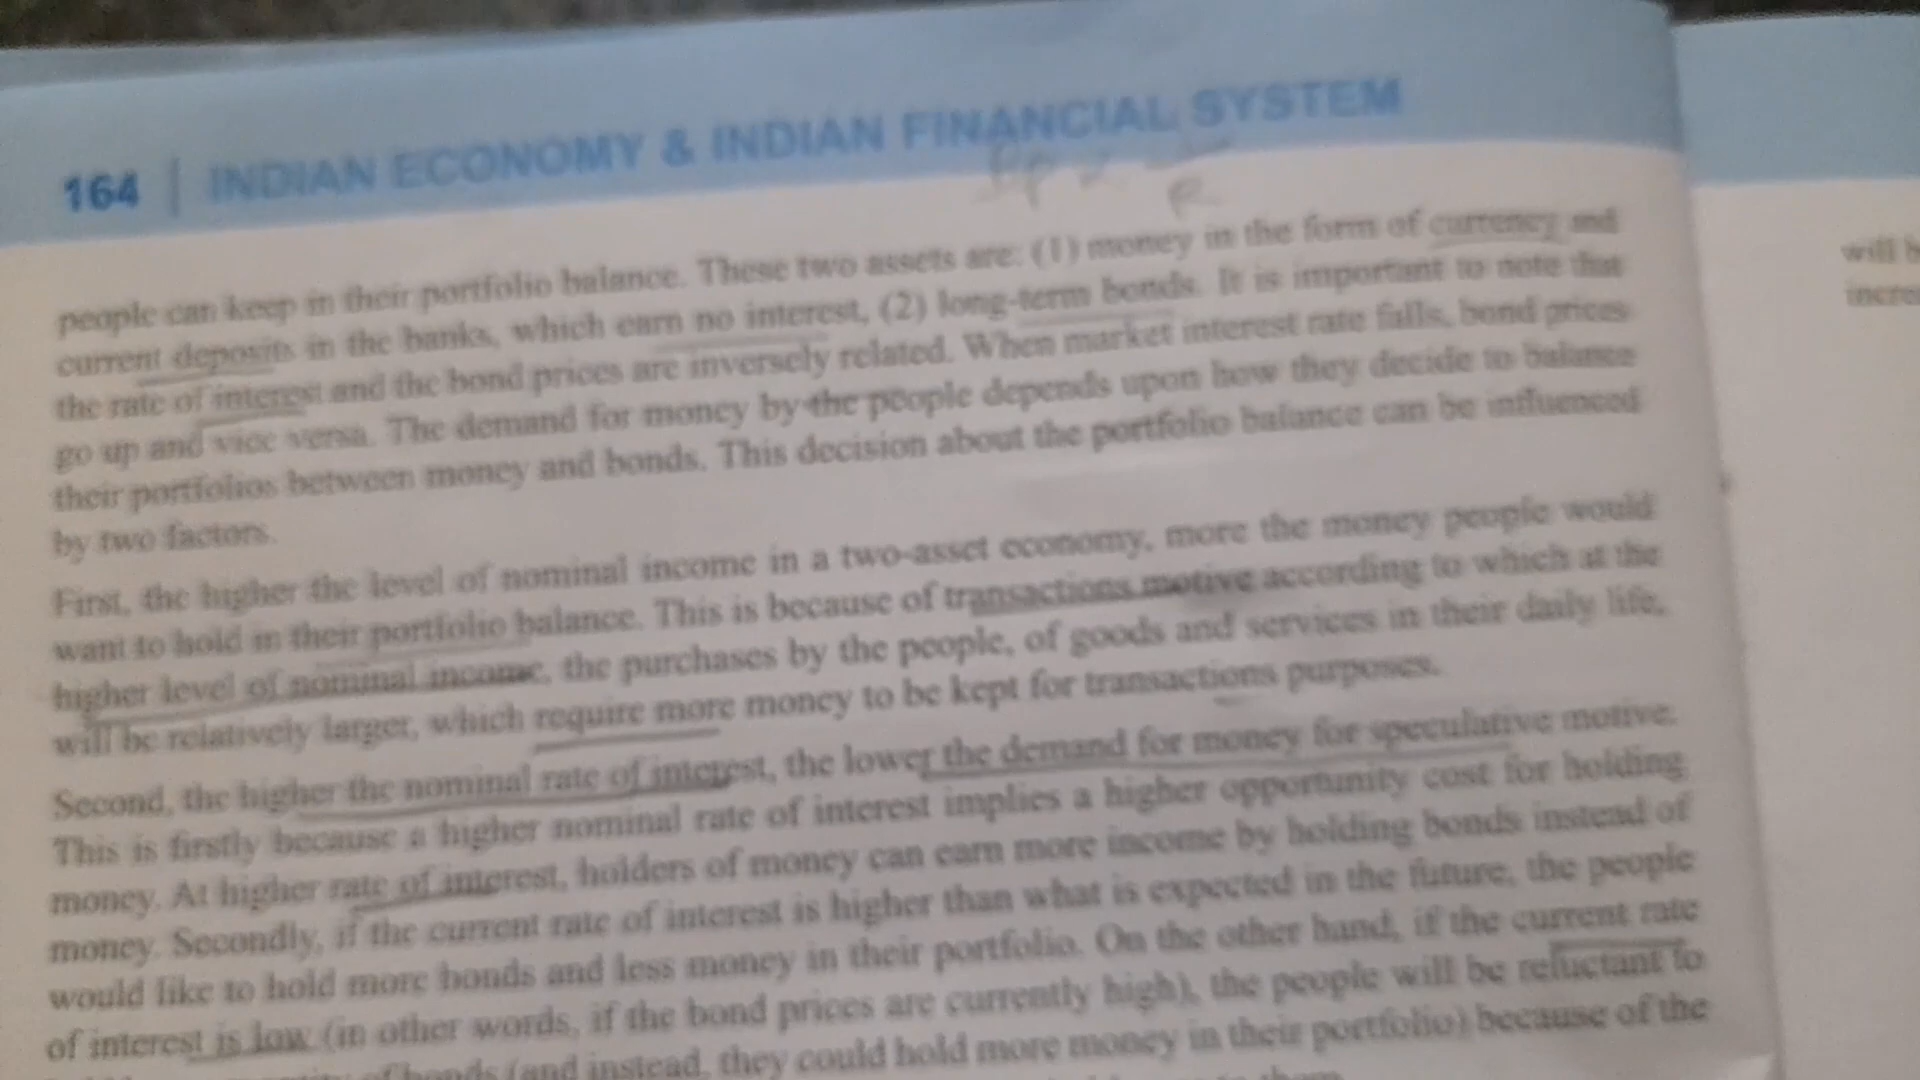 164 | INDIAN ECONOMY & INDIAN FINANCIAL SYSTEM
people can keep in their portfolio balance. These two assets are: (1) money in the form of currency and
current deposits in the banks, which earn no interest, (2) long-term bonds. It is important to note that
the rate of interest and the bond prices are inversely related. When market interest rate falls, bond prices
go up and vice versa. The demand for money by the people depends upon how they decide to balance
their portfolios between money and bonds. This decision about the portfolio balance can be influenced
by two factors.
First, the higher the level of nominal income in a two-asset economy, more the money people would
want to hold in their portfolio balance. This is because of transactions motive according to which at the
higher level of nominal income, the purchases by the people, of goods and services in their daily life,
will be relatively larger, which require more money to be kept for transactions purposes.
Second, the higher the nominal rate of interest, the lower the demand for money for speculative motive.
This is firstly because a higher nominal rate of interest implies a higher opportunity cost for holding
money. At higher rate of interest, holders of money can earn more income by holding bonds instead of
money. Secondly, if the current rate of interest is higher than what is expected in the future, the people
would like to hold more bonds and less money in their portfolio. On the other hand, if the current rate
of interest is low (in other words, if the bond prices are currently high), the people will be reluctant to
of bonds (and instead, they could hold more money in their portfolio) because of the
them
will b
incre